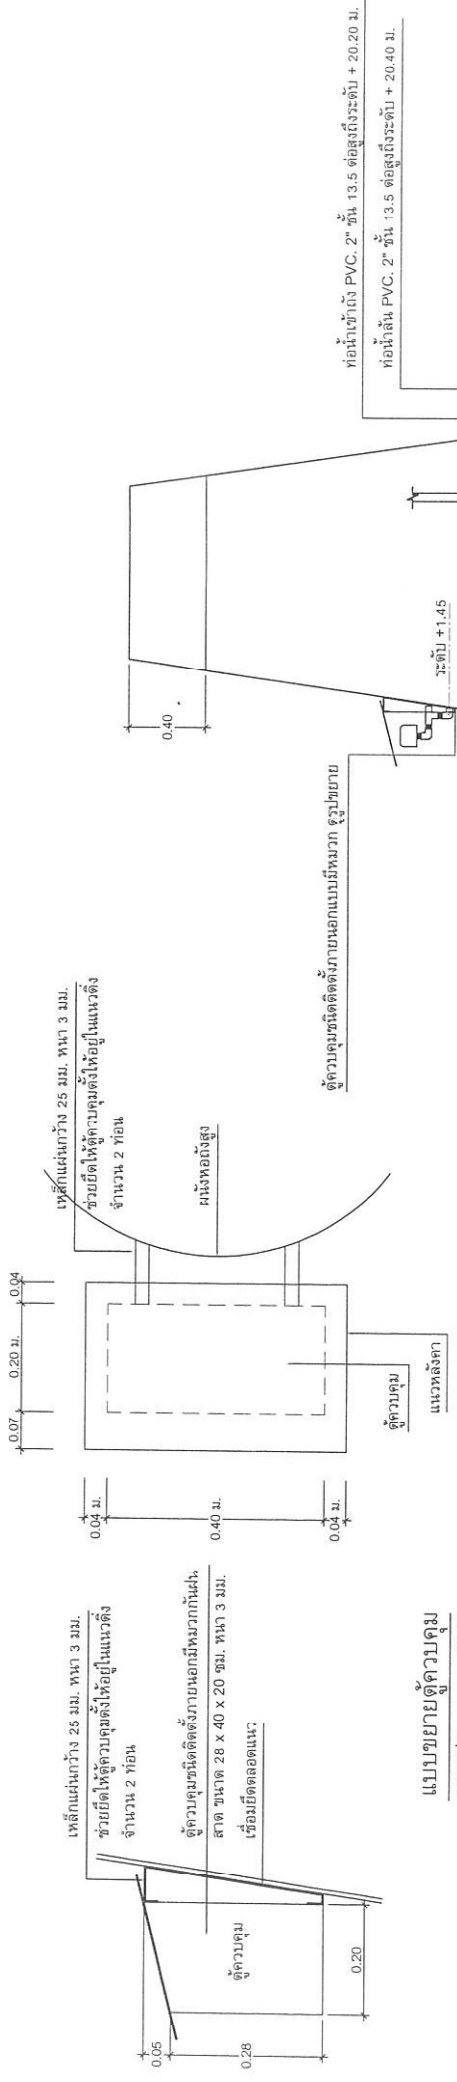 เหล็กแผ่นกว้าง 25 มม. หนา 3 มม.
ช่วยยึดให้ตู้ควบคุมตั้งให้อยู่ในแนวดิ่ง
จำนวน 2 ท่อน
ตู้ควบคุมชนิดติดตั้งภายนอกมีหมวกกันฝน
สาด ขนาด 28 x 40 x 20 ซม. หนา 3 มม.
เชื่อมยึดตลอดแนว
ตู้ควบคุม
0.05
0.28
0.20
แบบขยายตู้ควบคุม
0.07
0.20 ม.
0.04
0.04 ม.
0.40 ม.
0.04 ม.
เหล็กแผ่นกว้าง 25 มม. หนา 3 มม.
ช่วยยึดให้ตู้ควบคุมตั้งให้อยู่ในแนวดิ่ง
จำนวน 2 ท่อน
ผนังหอถังสูง
ตู้ควบคุม
แนวหลังคา
0.40
ตู้ควบคุมชนิดติดตั้งภายนอกแบบมีหมวก ดูรูปขยาย
ระดับ +1.45
ท่อน้ำเข้าถัง PVC. 2" ชั้น 13.5 ต่อสูงถึงระดับ + 20.20 ม.
ท่อน้ำล้น PVC. 2" ชั้น 13.5 ต่อสูงถึงระดับ + 20.40 ม.